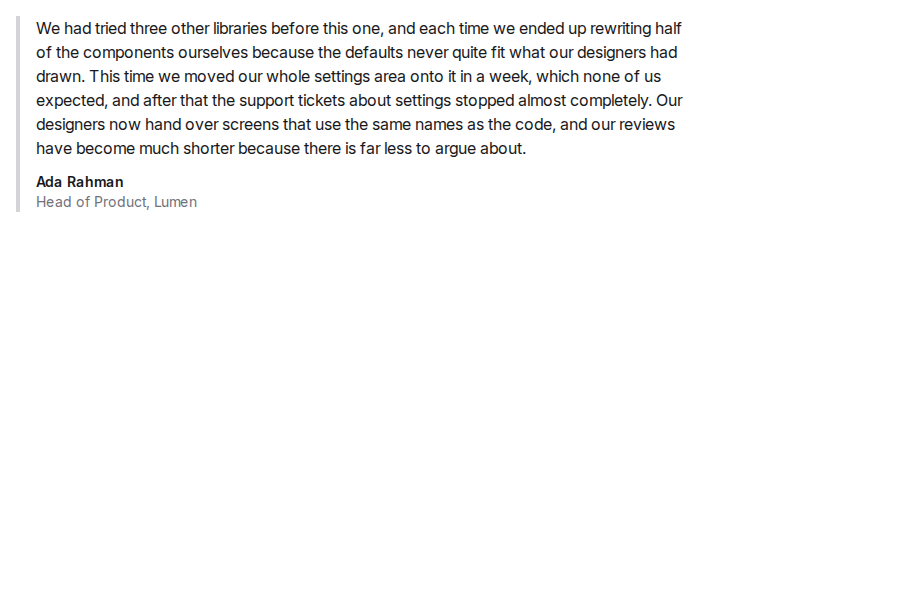 We had tried three other libraries before this one, and each time we ended up rewriting half
of the components ourselves because the defaults never quite fit what our designers had
drawn. This time we moved our whole settings area onto it in a week, which none of us
expected, and after that the support tickets about settings stopped almost completely. Our
designers now hand over screens that use the same names as the code, and our reviews
have become much shorter because there is far less to argue about.
Ada Rahman
Head of Product, Lumen